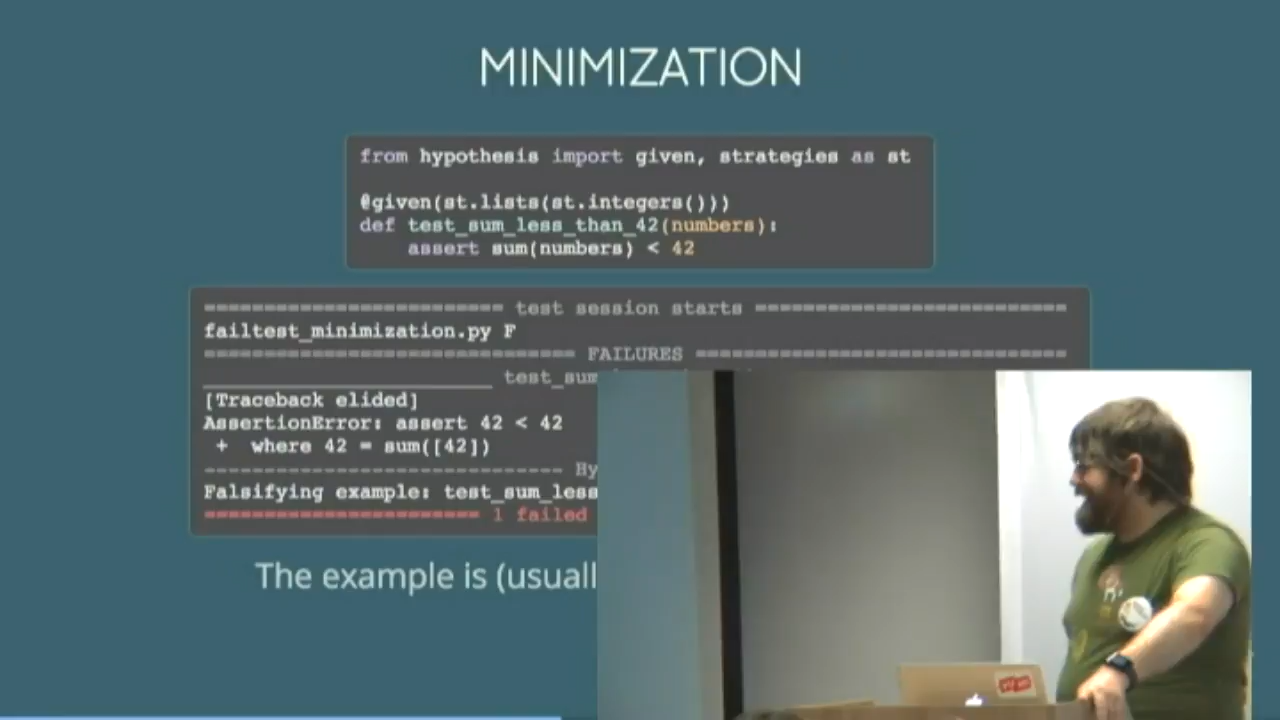 MINIMIZATION
from hypothesis import given, strategies as st
@given(st.lists(st.integers()))
def test_sum_less_than_42(numbers):
assert sum(numbers) < 42
========================= test session starts ==========================
failtest_minimization.py F
=============================== FAILURES ===============================
________________________ test_sum
[Traceback elided]
AssertionError: assert 42 < 42
+ where 42 = sum([42])
------------------------------ Hy
Falsifying example: test_sum_less
======================= 1 failed
The example is (usuall